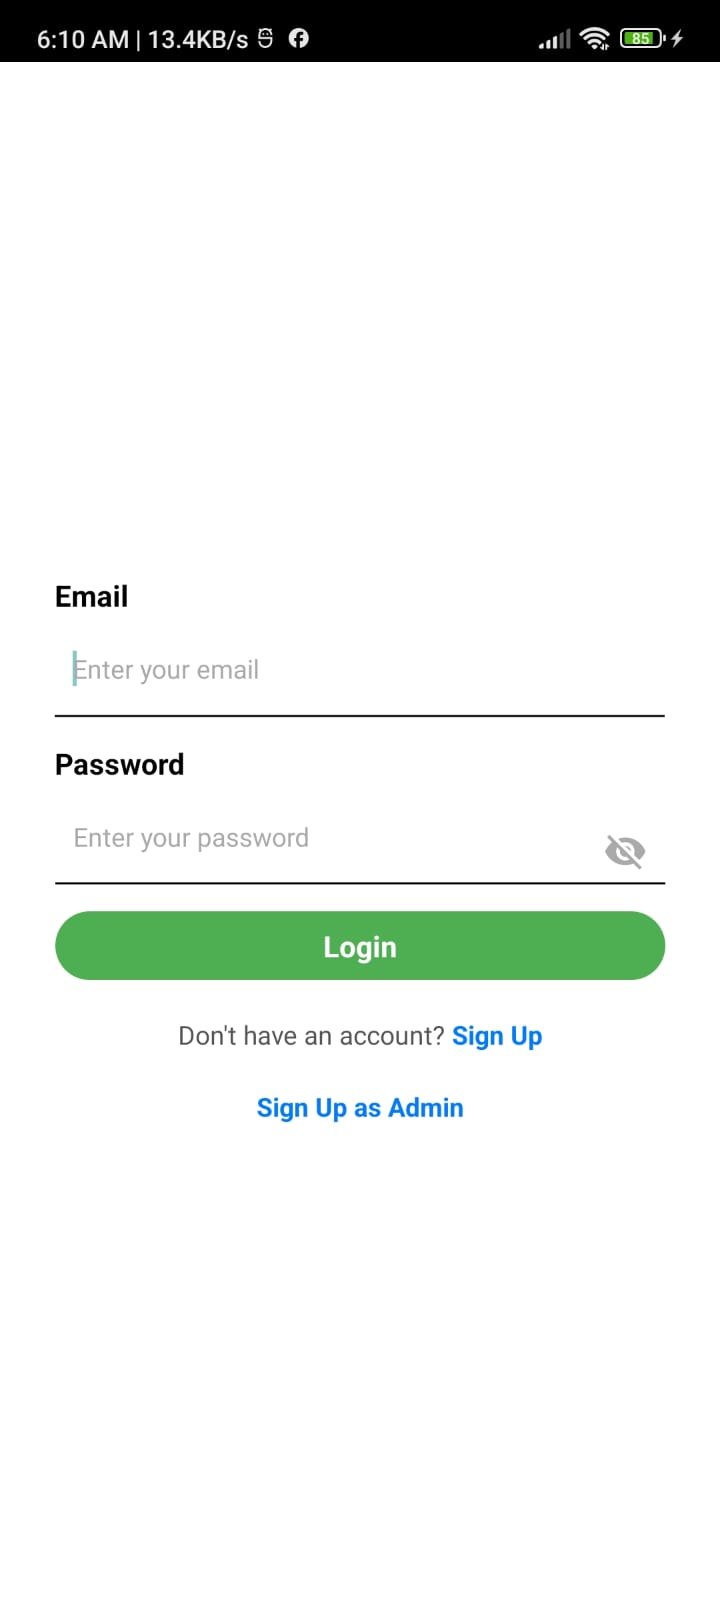 6:10 AM | 13.4KB/s
85
Email
Enter your email
Password
Enter your password
Login
Don't have an account? Sign Up
Sign Up as Admin